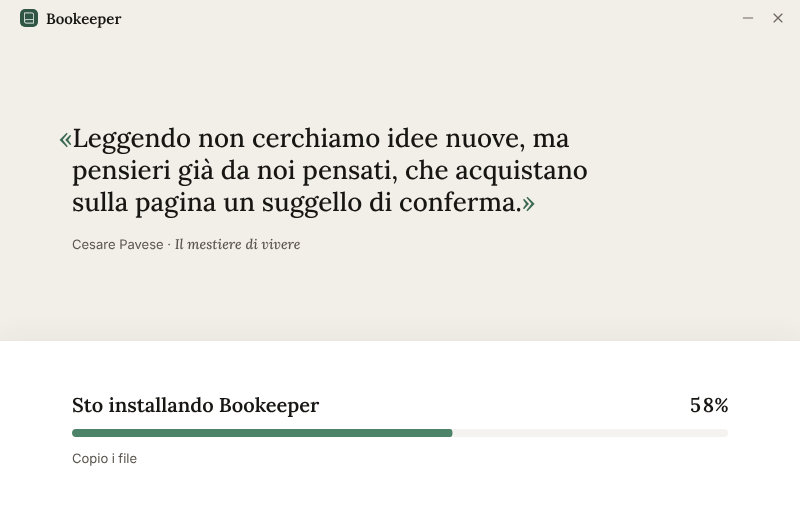 Bookeeper
«Leggendo non cerchiamo idee nuove, ma
pensieri già da noi pensati, che acquistano
sulla pagina un suggello di conferma.»
Cesare Pavese · Il mestiere di vivere
Sto installando Bookeeper
58%
Copio i file